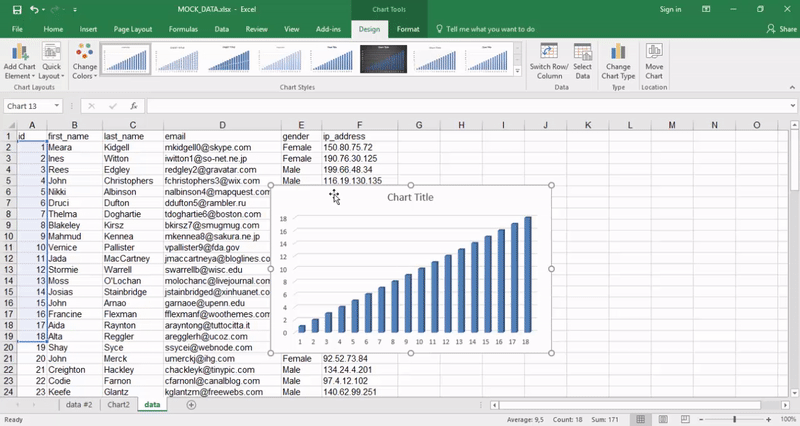 MOCK_DATA.xlsx - Excel
Chart Tools
Sign in
File Home Insert Page Layout Formulas Data Review View Add-ins Design Format Tell me what you want to do Share
Add Chart Element
Quick Layout
Change Colors
Switch Row/ Column
Select Data
Change Chart Type
Move Chart
Chart Layouts
Chart Styles
Data
Type
Location
Chart 13
fx
A B C D E F G H I J K L M N O
1 id first_name last_name email gender ip_address
2 1 Meara Kidgell mkidgell0@skype.com Female 150.80.75.72
3 2 Ines Witton iwitton1@so-net.ne.jp Female 190.76.30.125
4 3 Rees Edgley redgley2@gravatar.com Male 199.66.48.34
5 4 John Christophers jchristophers3@wix.com Male 116.19.130.135
6 5 Nikki Albinson nalbinson4@mapquest.com
7 6 Druci Dufton ddufton5@rambler.ru
8 7 Thelma Doghartie tdoghartie6@boston.com
9 8 Blakeley Kirsz bkirsz7@smugmug.com
10 9 Mahmud Kennea mkennea8@sakura.ne.jp
11 10 Vernice Pallister vpallister9@fda.gov
12 11 Jada MacCartney jmaccartneya@bloglines.com
13 12 Stormie Warrell swarrellb@wisc.edu
14 13 Moss O'Lochan molochanc@livejournal.com
15 14 Josias Stainbridge jstainbridged@xinhuanet.com
16 15 John Arnao garnaoe@upenn.edu
17 16 Francine Flexman fflexmanf@woothemes.com
18 17 Aida Raynton arayntong@tuttocitta.it
19 18 Alta Reggler aregglerh@ucoz.com
20 19 Shay Syce ssycei@webnode.com
21 20 John Merck umerckj@ihg.com Female 92.52.73.84
22 21 Creighton Hackley chackleyk@tinypic.com Male 134.24.4.201
23 22 Codie Farnon cfarnonl@canalblog.com Male 97.4.12.102
24 23 Keefe Glantz kglantzm@freewebs.com Male 140.62.99.251
Chart Title
18
16
14
12
10
8
6
4
2
0
1 2 3 4 5 6 7 8 9 10 11 12 13 14 15 16 17 18
data #2 Chart2 data
Ready
Average: 9,5 Count: 18 Sum: 171
100%